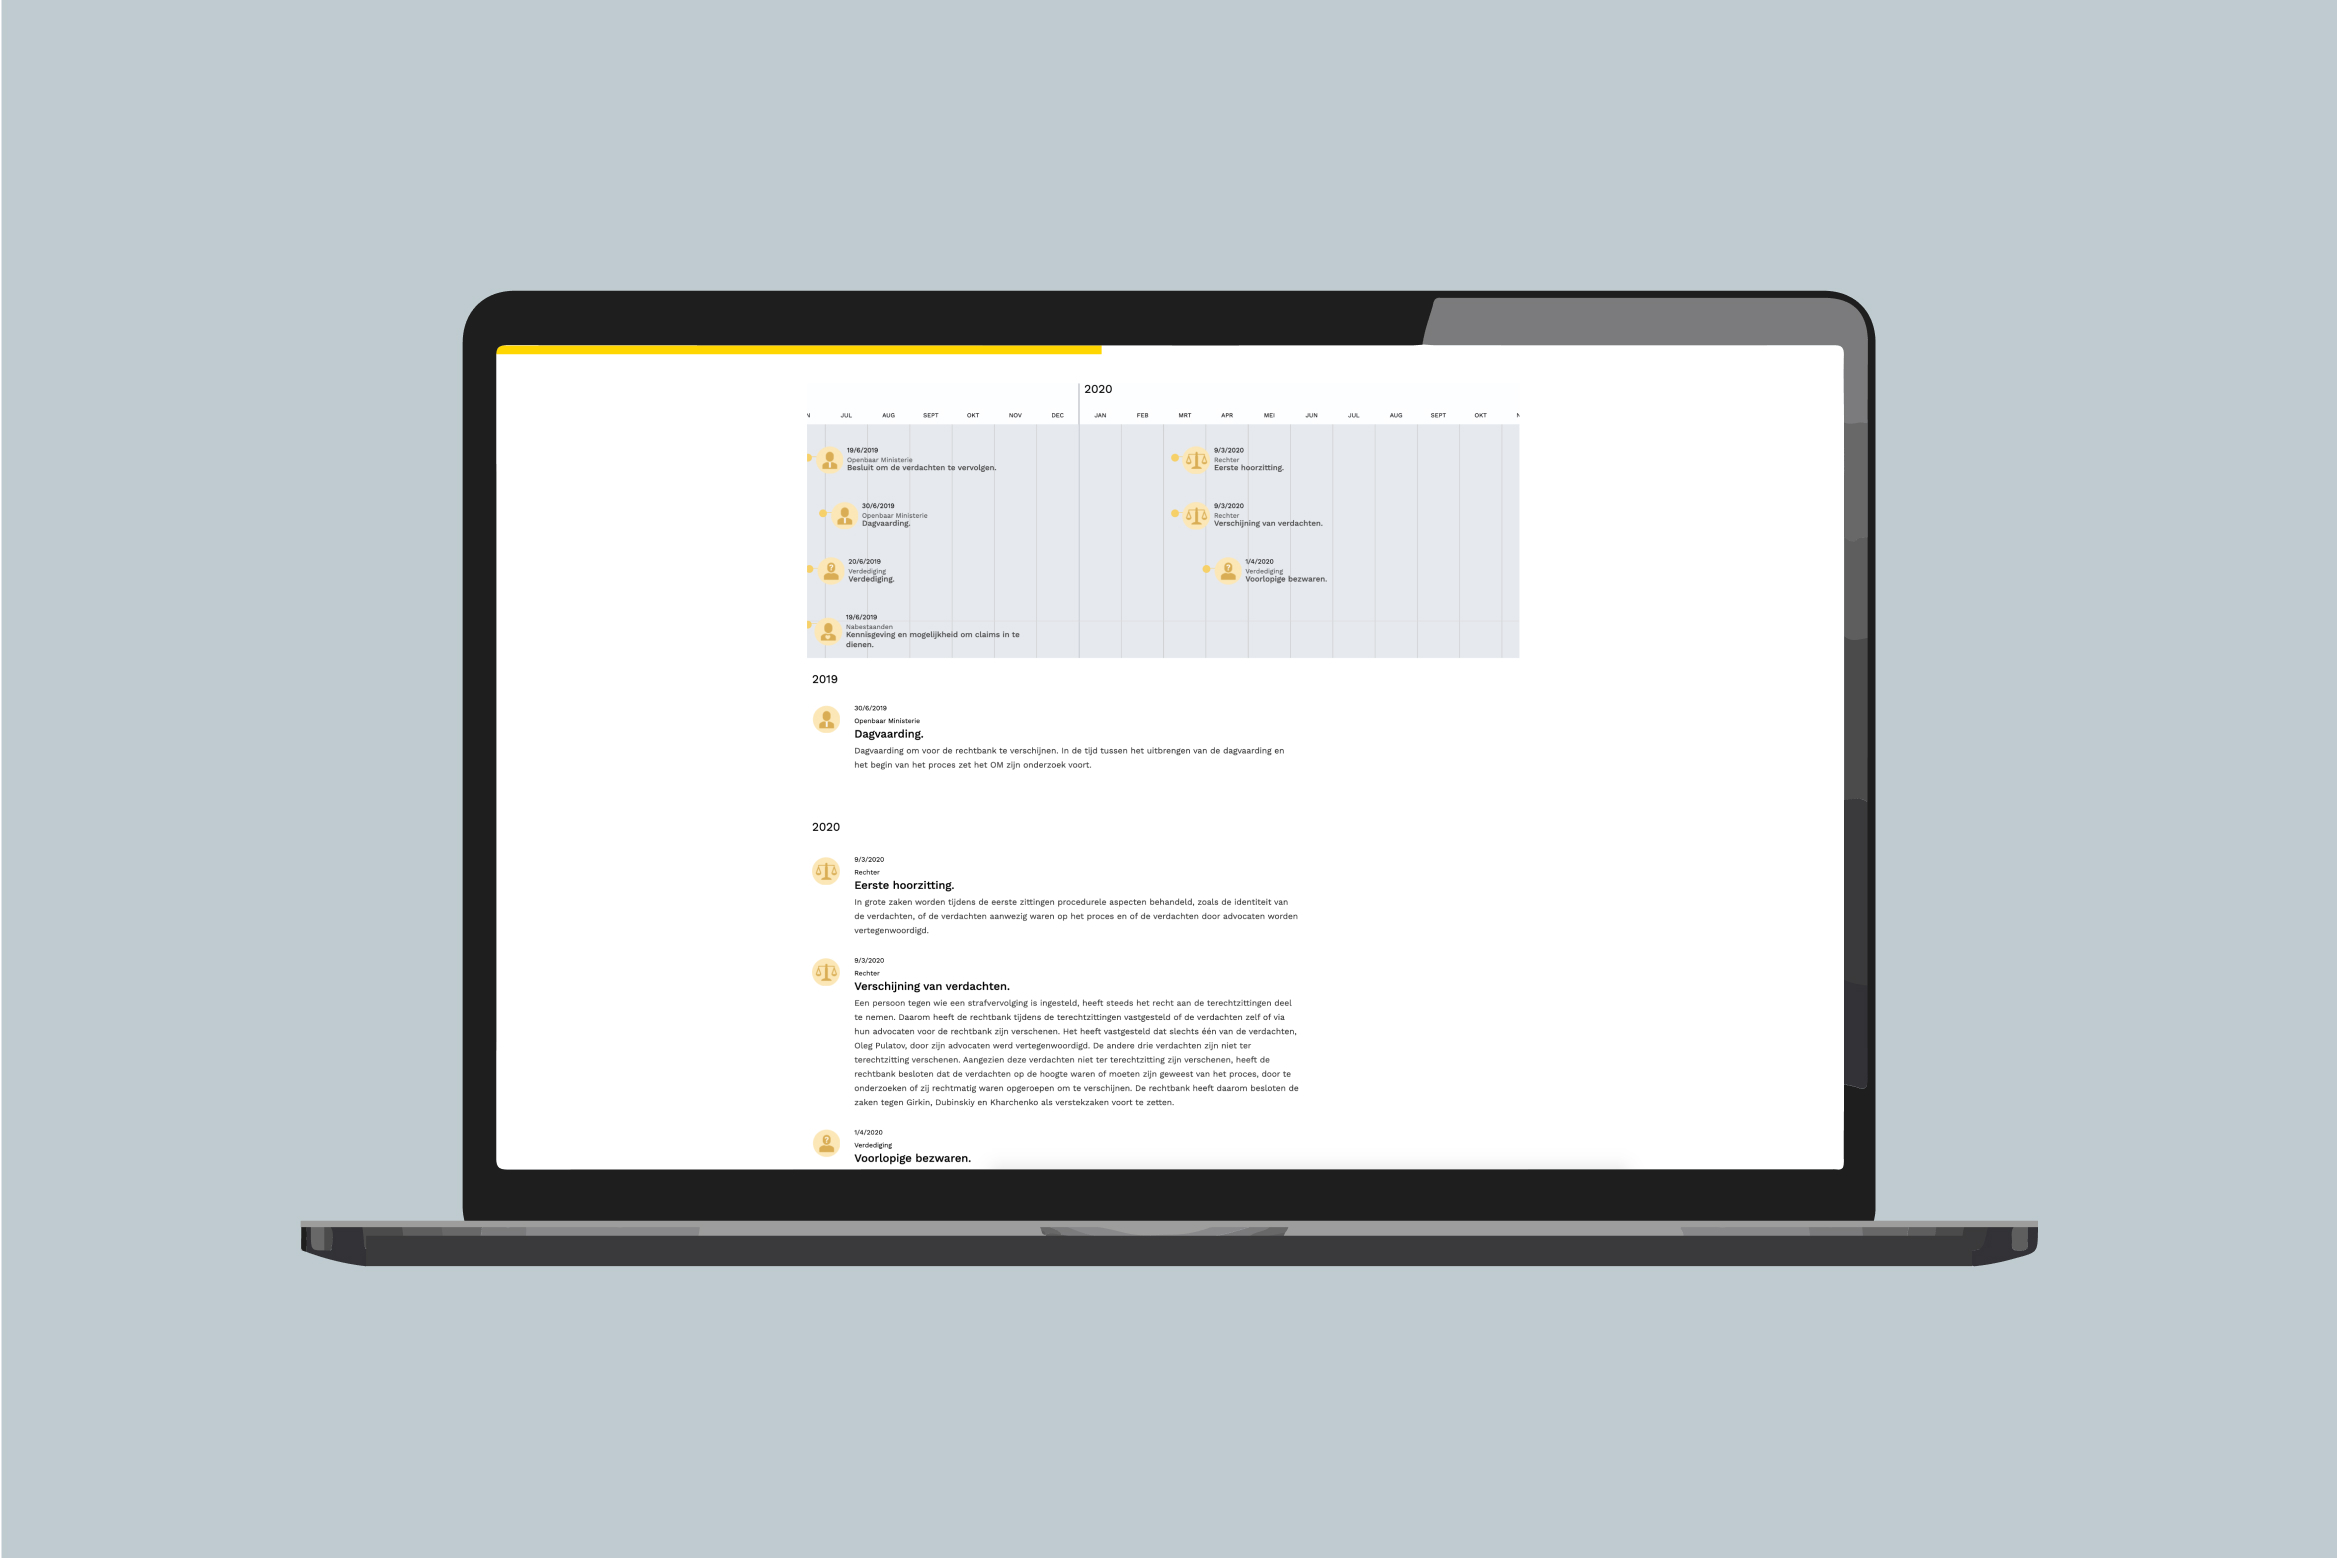 2020
N JUL AUG SEPT OKT NOV DEC JAN FEB MRT APR MEI JUN JUL AUG SEPT OKT N
19/6/2019
Openbaar Ministerie
Besluit om de verdachten te vervolgen.
9/3/2020
Rechter
Eerste hoorzitting.
30/6/2019
Openbaar Ministerie
Dagvaarding.
9/3/2020
Rechter
Verschijning van verdachten.
20/6/2019
Verdediging
Verdediging.
1/4/2020
Verdediging
Voorlopige bezwaren.
19/6/2019
Nabestaanden
Kennisgeving en mogelijkheid om claims in te
dienen.
2019
30/6/2019
Openbaar Ministerie
Dagvaarding.
Dagvaarding om voor de rechtbank te verschijnen. In de tijd tussen het uitbrengen van de dagvaarding en
het begin van het proces zet het OM zijn onderzoek voort.
2020
9/3/2020
Rechter
Eerste hoorzitting.
In grote zaken worden tijdens de eerste zittingen procedurele aspecten behandeld, zoals de identiteit van
de verdachten, of de verdachten aanwezig waren op het proces en of de verdachten door advocaten worden
vertegenwoordigd.
9/3/2020
Rechter
Verschijning van verdachten.
Een persoon tegen wie een strafvervolging is ingesteld, heeft steeds het recht aan de terechtzittingen deel
te nemen. Daarom heeft de rechtbank tijdens de terechtzittingen vastgesteld of de verdachten zelf of via
hun advocaten voor de rechtbank zijn verschenen. Het heeft vastgesteld dat slechts één van de verdachten,
Oleg Pulatov, door zijn advocaten werd vertegenwoordigd. De andere drie verdachten zijn niet ter
terechtzitting verschenen. Aangezien deze verdachten niet ter terechtzitting zijn verschenen, heeft de
rechtbank besloten dat de verdachten op de hoogte waren of moeten zijn geweest van het proces, door te
onderzoeken of zij rechtmatig waren opgeroepen om te verschijnen. De rechtbank heeft daarom besloten de
zaken tegen Girkin, Dubinskiy en Kharchenko als verstekzaken voort te zetten.
1/4/2020
Verdediging
Voorlopige bezwaren.